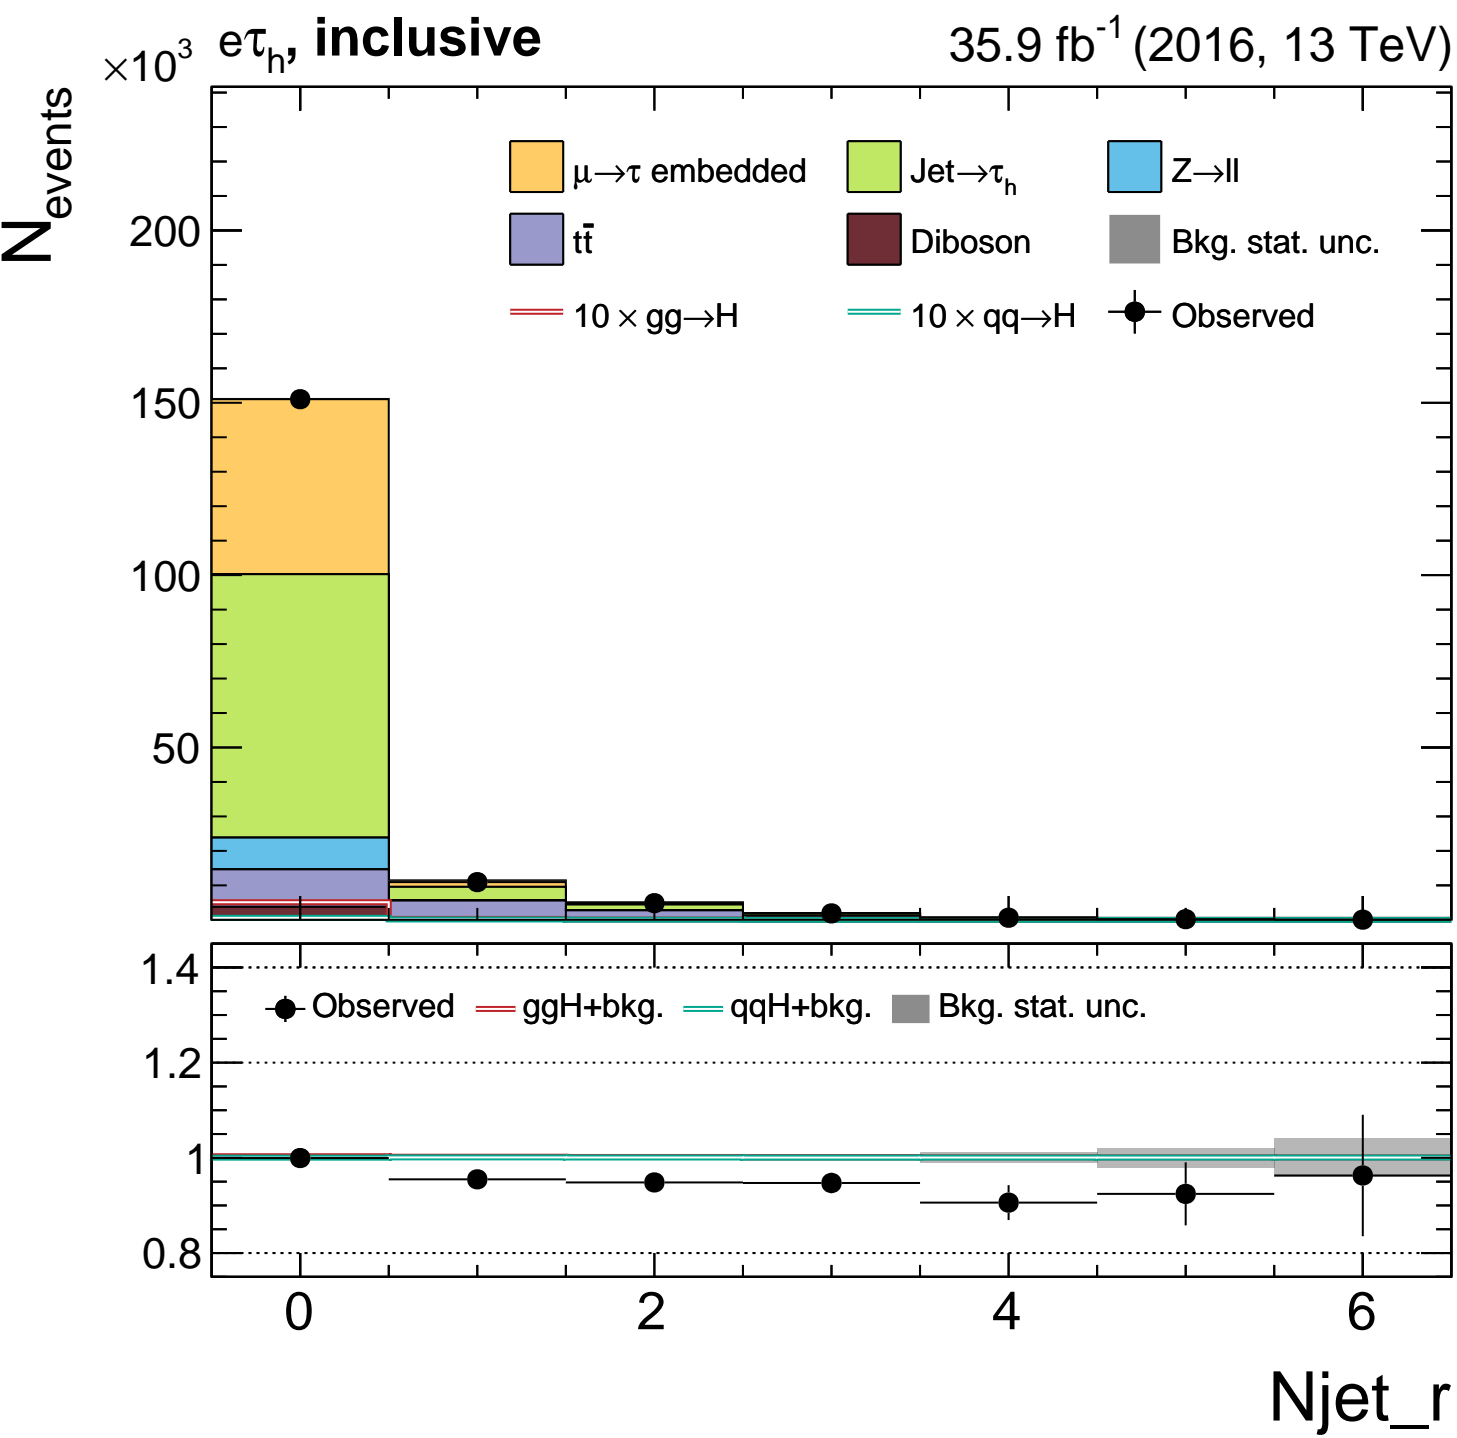 ×10³ eτₕ, inclusive 35.9 fb⁻¹ (2016, 13 TeV)
N_events
μ→τ embedded Jet→τₕ Z→ll
tt̄ Diboson Bkg. stat. unc.
10 × gg→H 10 × qq→H Observed
200
150
100
50
1.4
Observed ggH+bkg. qqH+bkg. Bkg. stat. unc.
1.2
1
0.8
0 2 4 6
Njet_r